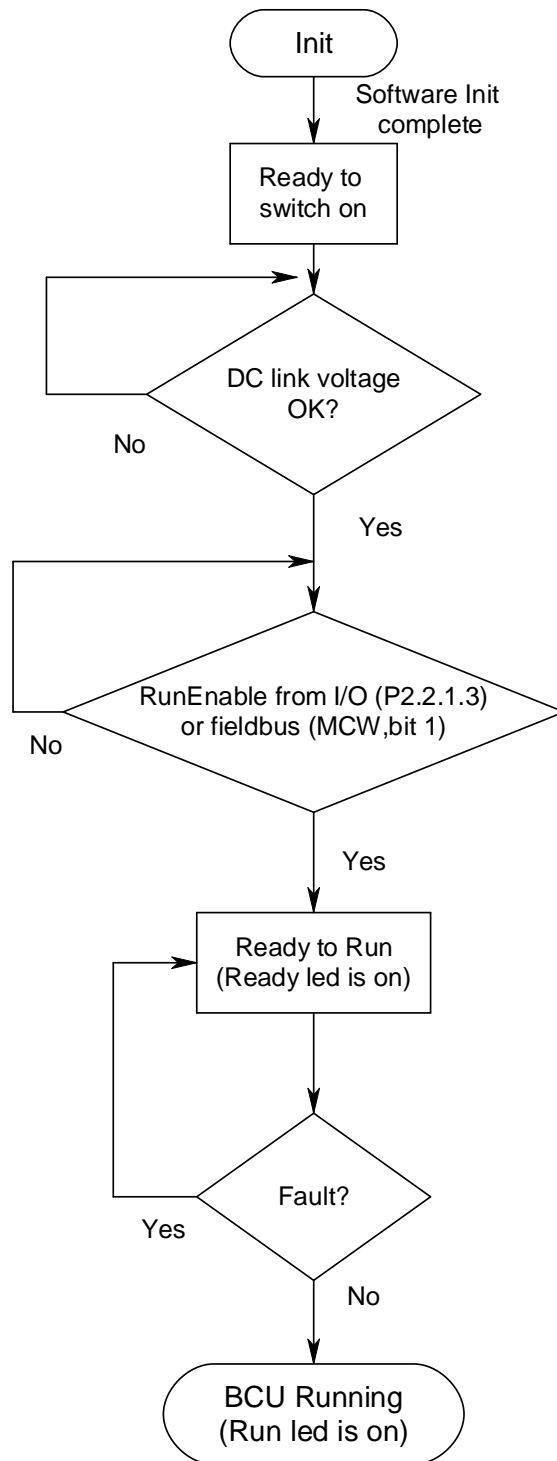 Init
Software Init
complete
Ready to
switch on
DC link voltage
OK?
No
Yes
RunEnable from I/O (P2.2.1.3)
or fieldbus (MCW,bit 1)
No
Yes
Ready to Run
(Ready led is on)
Fault?
Yes
No
BCU Running
(Run led is on)